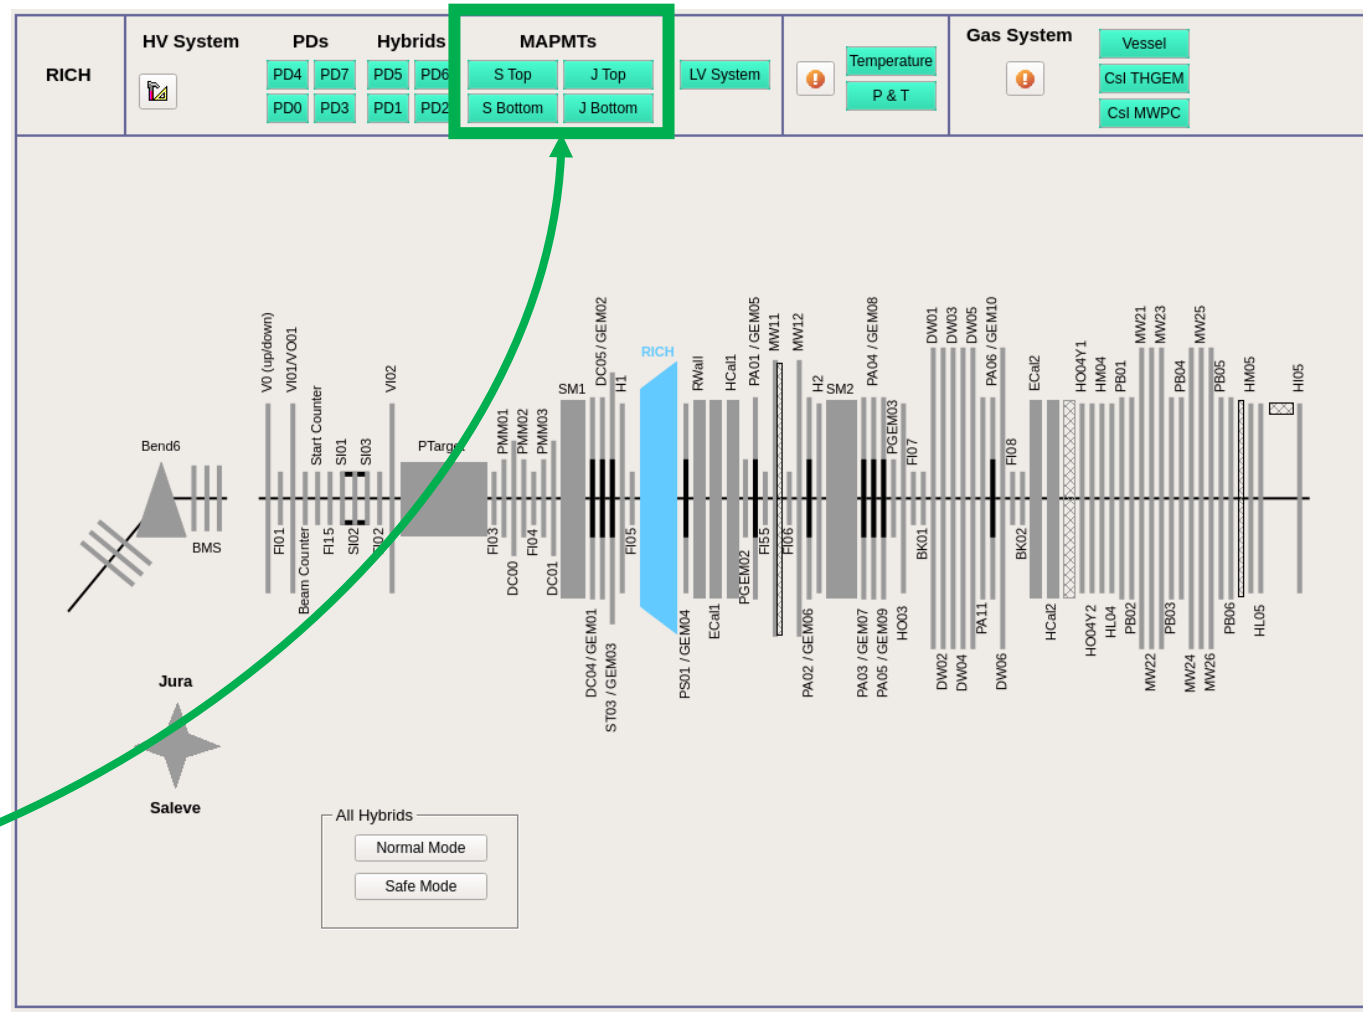 RICH
HV System
PDs
PD4 PD7
PD0 PD3
Hybrids
PD5 PD6
PD1 PD2
MAPMTs
S Top J Top
S Bottom J Bottom
LV System
Temperature
P & T
Gas System
Vessel
CsI THGEM
CsI MWPC
Bend6
BMS
V0 (up/down)
FI01
VI01/VO01
Beam Counter
Start Counter
FI15
SI01
SI02
SI03
FI02
VI02
PTarget
FI03
PMM01
DC00
PMM02
FI04
PMM03
DC01
SM1
DC04 / GEM01
DC05 / GEM02
ST03 / GEM03
H1
FI05
RICH
PS01 / GEM04
RWall
ECal1
HCal1
PGEM02
PA01 / GEM05
FI55
MW11
FI06
MW12
PA02 / GEM06
H2
SM2
PA03 / GEM07
PA04 / GEM08
PA05 / GEM09
PGEM03
HO03
FI07
BK01
DW01
DW02
DW03
DW04
DW05
PA11
PA06 / GEM10
DW06
FI08
BK02
ECal2
HCal2
HO04Y1
HO04Y2
HM04
HL04
PB01
PB02
MW21
MW22
MW23
PB03
PB04
MW24
MW25
MW26
PB05
PB06
HM05
HL05
HI05
Jura
Saleve
All Hybrids
Normal Mode
Safe Mode